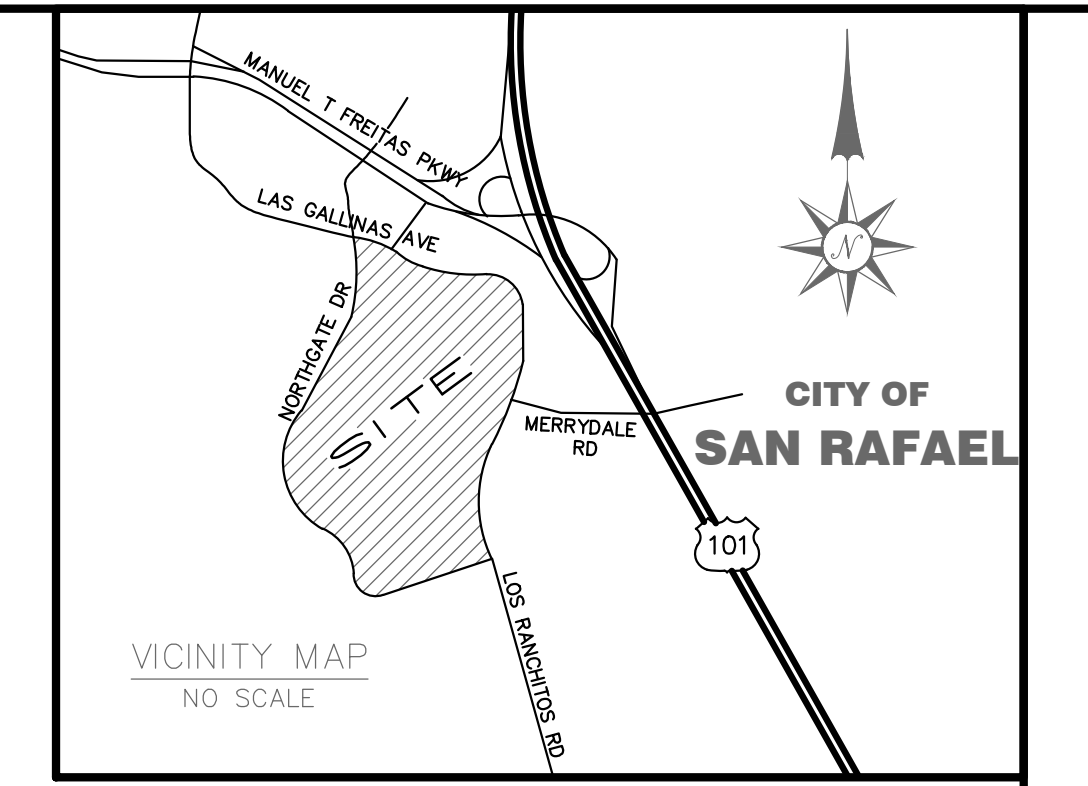 MANUEL T FREITAS PKWY
LAS GALLINAS AVE
N
NORTHGATE DR
SITE
CITY OF
SAN RAFAEL
MERRYDALE
RD
101
LOS RANCHITOS RD
VICINITY MAP
NO SCALE